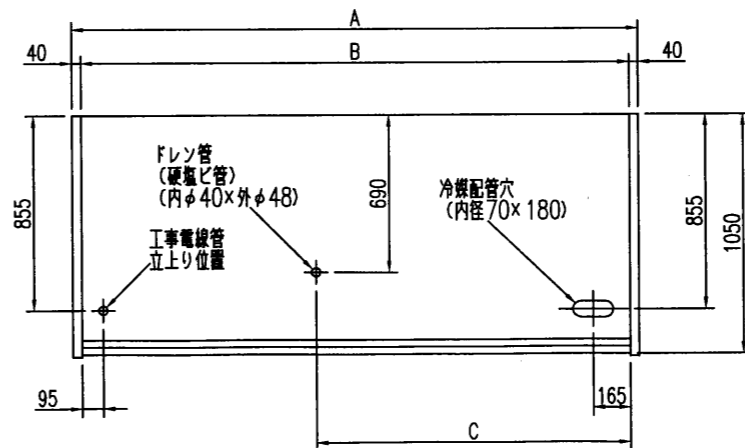 A
40
B
40
ドレン管
(硬塩ビ管)
(内φ40×外φ48)
冷媒配管穴
(内径70×180)
工事電線管
立上り位置
855
690
855
1050
95
165
C